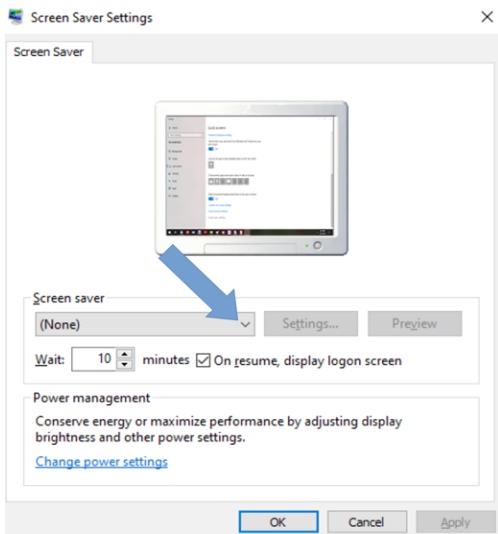 Screen Saver Settings
Screen Saver
Screen saver
(None)
Settings...
Preview
Wait: 10 minutes On resume, display logon screen
Power management
Conserve energy or maximize performance by adjusting display
brightness and other power settings.
Change power settings
OK Cancel Apply